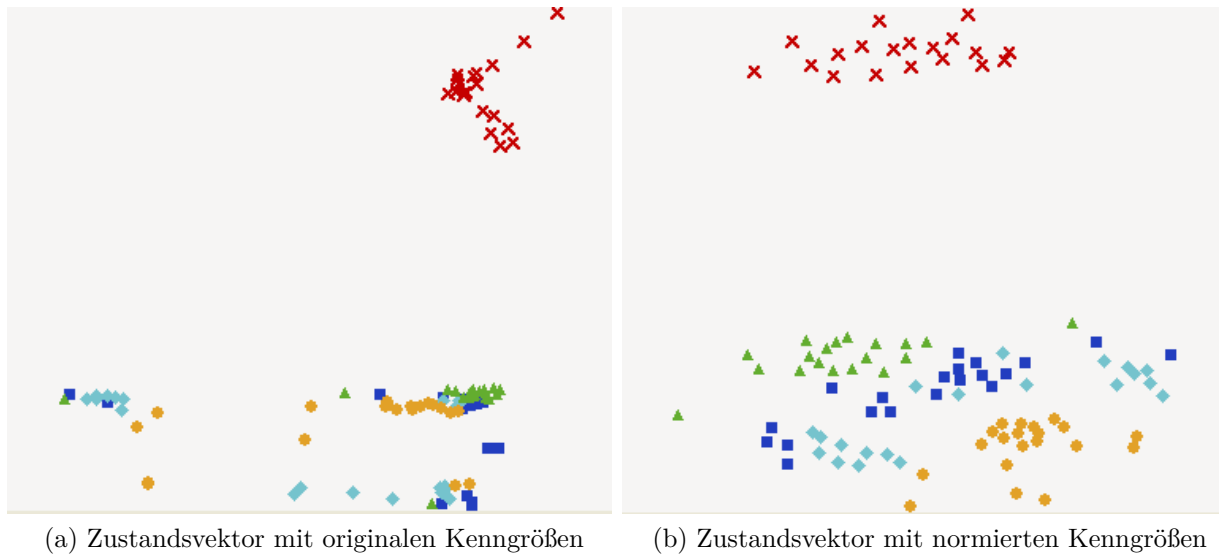 (a) Zustandsvektor mit originalen Kenngrößen
(b) Zustandsvektor mit normierten Kenngrößen